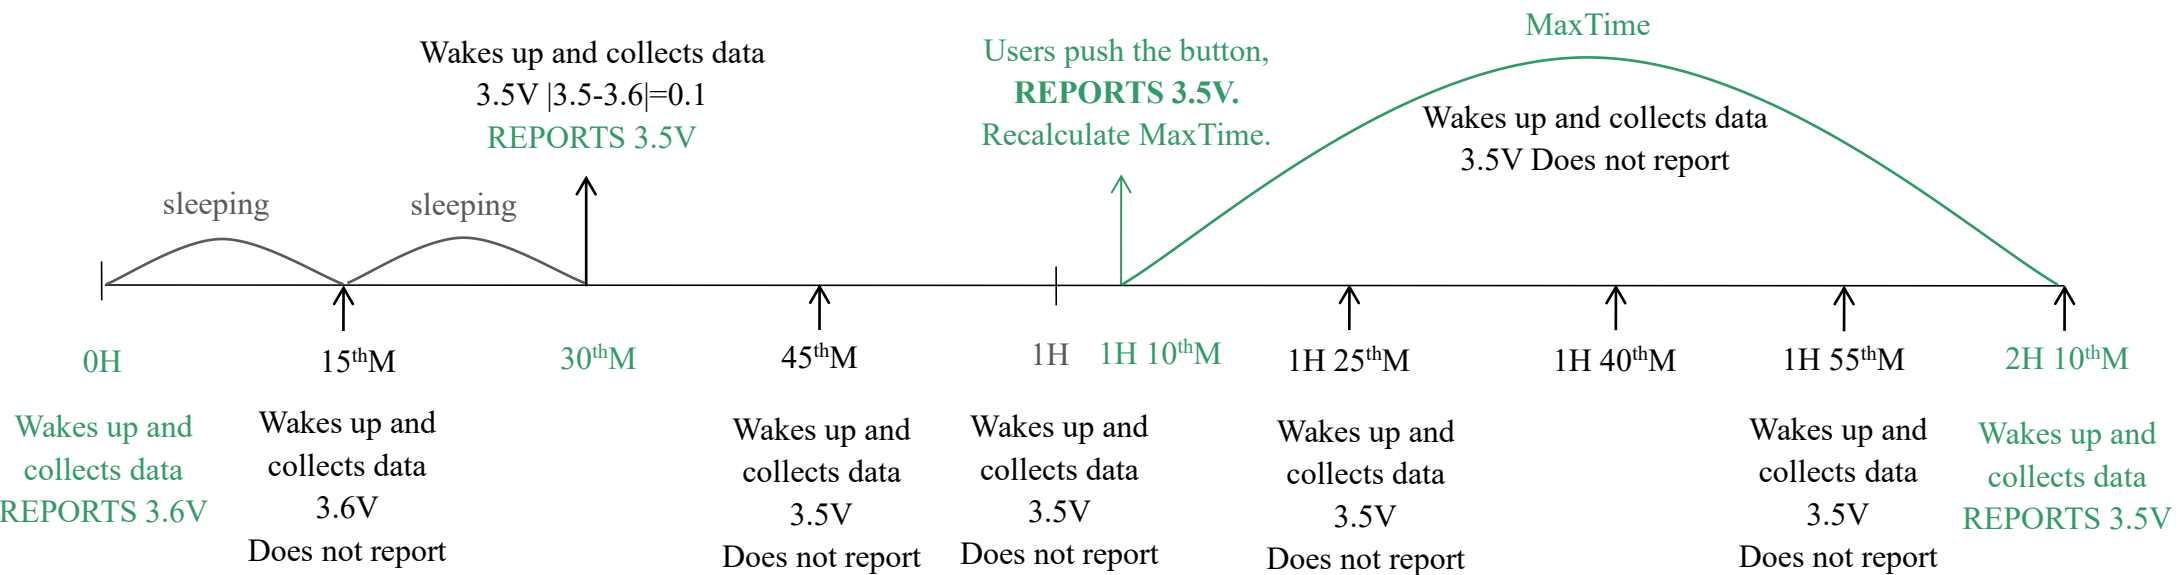 MaxTime
Wakes up and collects data
3.5V |3.5-3.6|=0.1
REPORTS 3.5V
Users push the button,
REPORTS 3.5V.
Recalculate MaxTime.
Wakes up and collects data
3.5V Does not report
sleeping
sleeping
0H
15thM
30thM
45thM
1H
1H 10thM
1H 25thM
1H 40thM
1H 55thM
2H 10thM
Wakes up and
collects data
REPORTS 3.6V
Wakes up and
collects data
3.6V
Does not report
Wakes up and
collects data
3.5V
Does not report
Wakes up and
collects data
3.5V
Does not report
Wakes up and
collects data
3.5V
Does not report
Wakes up and
collects data
3.5V
Does not report
Wakes up and
collects data
REPORTS 3.5V